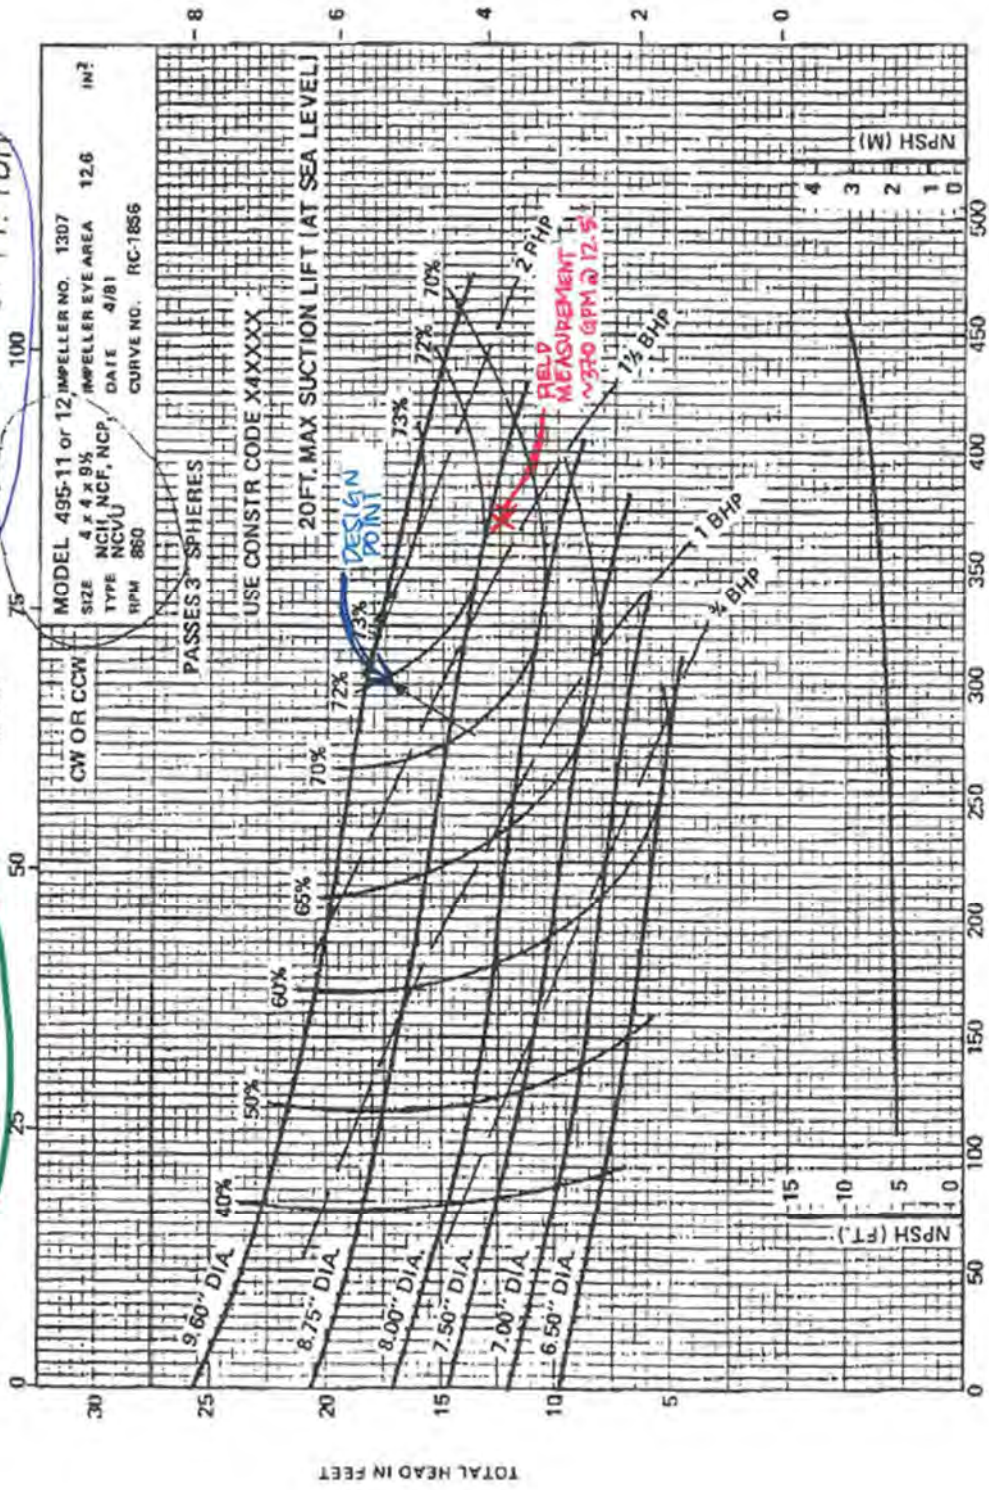 MODEL 495-11 or 12, IMPELLER NO. 1307
SIZE 4 x 4 x 9½ IMPELLER EYE AREA 12.6 IN²
TYPE NCH, NCF, NCP, DATE 4/81
NCVU
RPM 860 CURVE NO. RC-1856
CW OR CCW
PASSES 3" SPHERES
USE CONSTR CODE X4XXXX
20FT. MAX SUCTION LIFT (AT SEA LEVEL)
DESIGN
POINT
FIELD
MEASUREMENT
~370 GPM @ 12.5'
40%
50%
60%
65%
70%
72%
73%
73%
72%
70%
2 BHP
1½ BHP
1 BHP
¾ BHP
9.60" DIA.
8.75" DIA.
8.00" DIA.
7.50" DIA.
7.00" DIA.
6.50" DIA.
TOTAL HEAD IN FEET
30
25
20
15
10
5
0 25 50 75 100
8
6
4
2
0
NPSH (FT.)
15
10
5
0
NPSH (M)
4
3
2
1
0
0 50 100 150 200 250 300 350 400 450 500